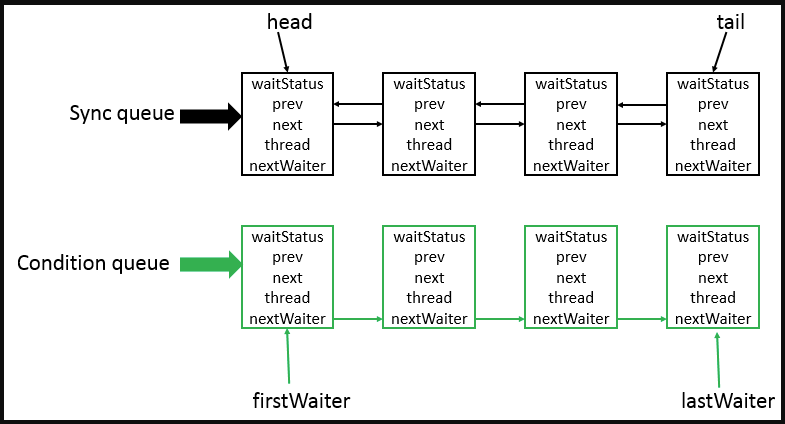 head tail
Sync queue
waitStatus waitStatus waitStatus waitStatus
prev prev prev prev
next next next next
thread thread thread thread
nextWaiter nextWaiter nextWaiter nextWaiter
Condition queue
waitStatus waitStatus waitStatus waitStatus
prev prev prev prev
next next next next
thread thread thread thread
nextWaiter nextWaiter nextWaiter nextWaiter
firstWaiter lastWaiter